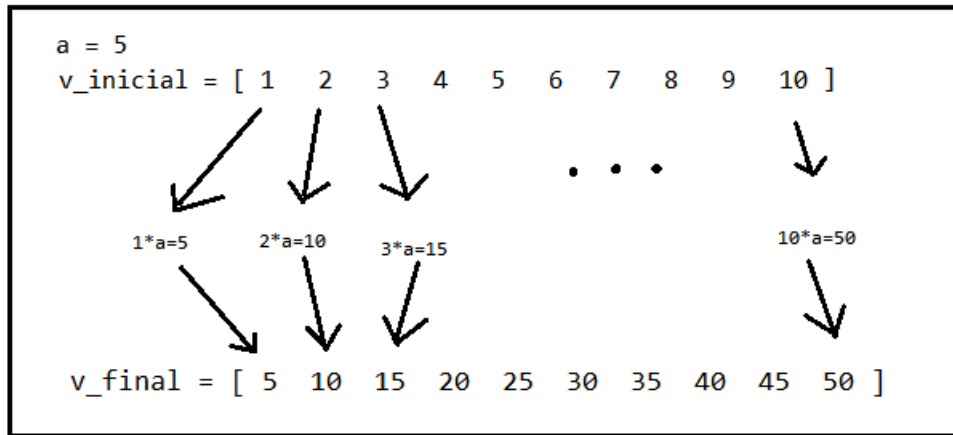 a = 5
v_inicial = [ 1 2 3 4 5 6 7 8 9 10 ]
1*a=5 2*a=10 3*a=15 10*a=50
v_final = [ 5 10 15 20 25 30 35 40 45 50 ]